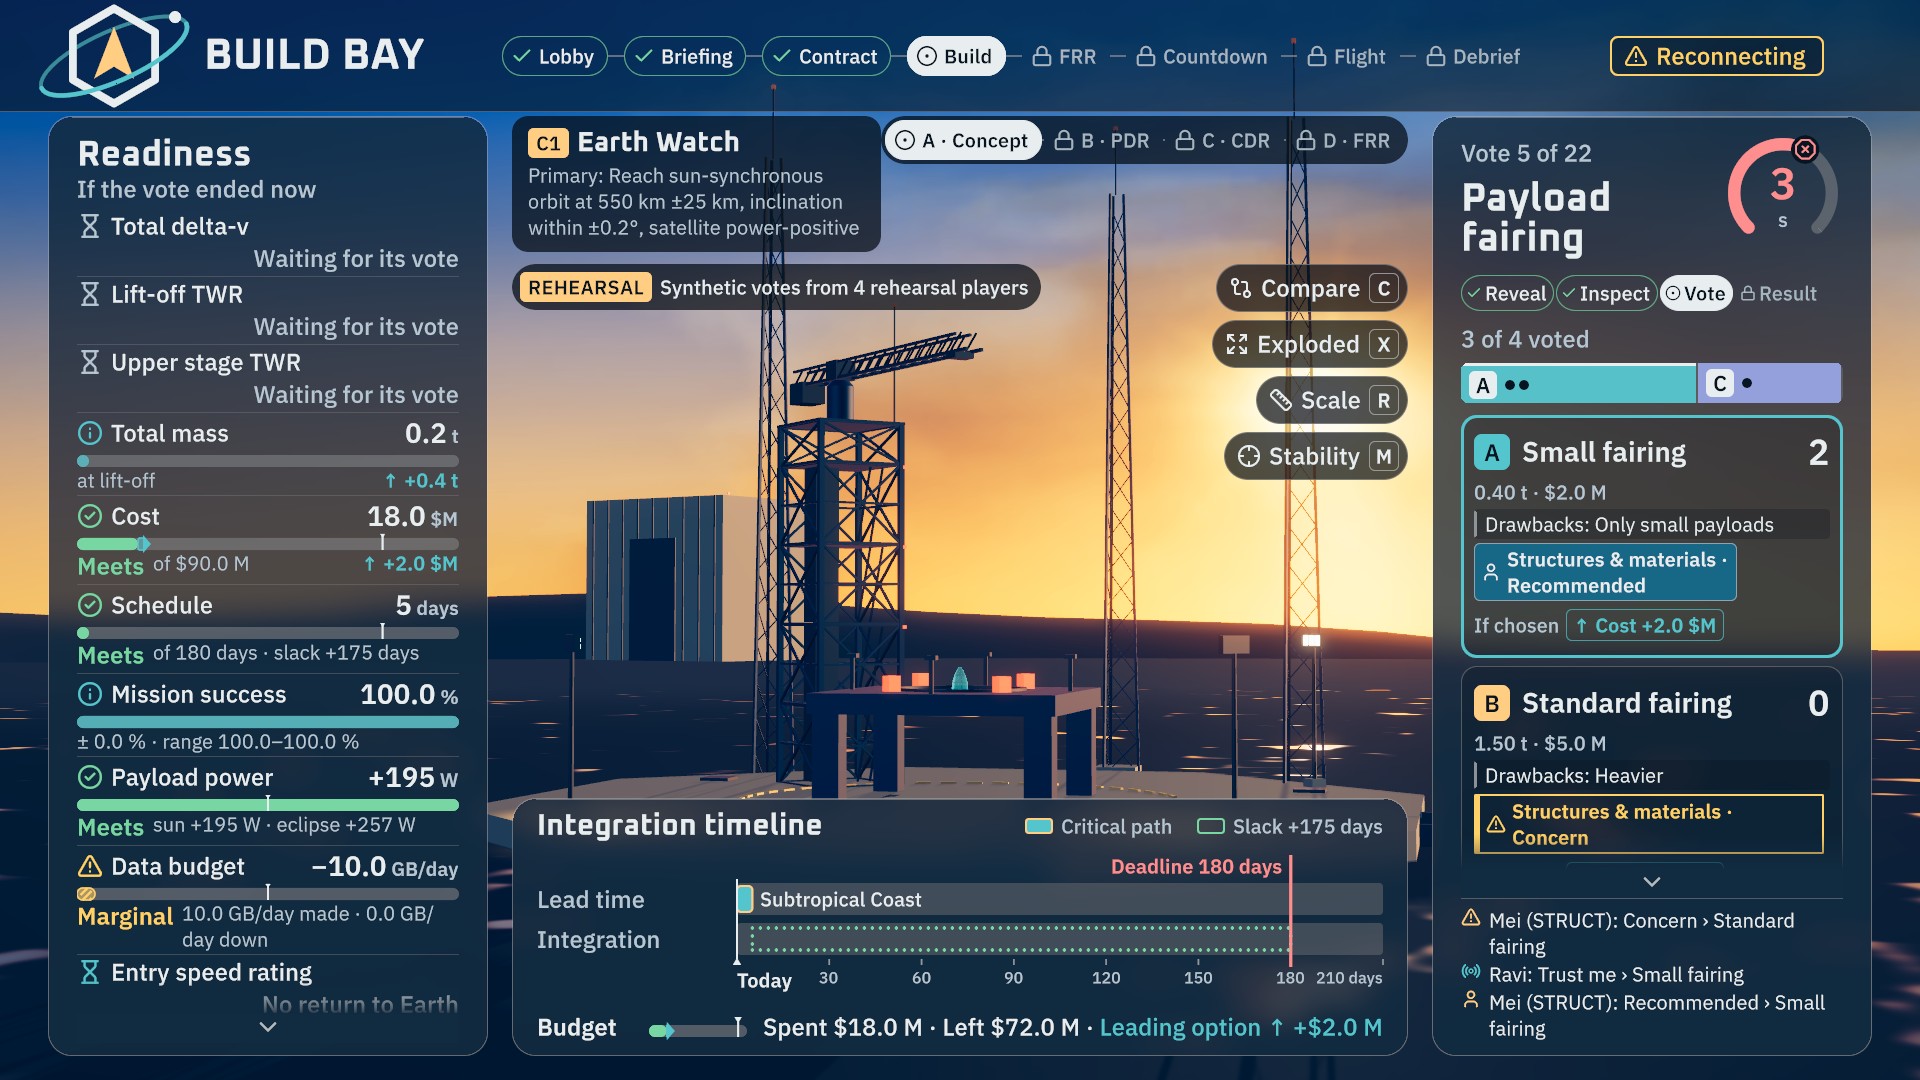 BUILD BAY
Lobby
Briefing
Contract
Build
FRR
Countdown
Flight
Debrief
Reconnecting
Readiness
If the vote ended now
Total delta-v
Waiting for its vote
Lift-off TWR
Waiting for its vote
Upper stage TWR
Waiting for its vote
Total mass 0.2 t
at lift-off ↑ +0.4 t
Cost 18.0 $M
Meets of $90.0 M ↑ +2.0 $M
Schedule 5 days
Meets of 180 days · slack +175 days
Mission success 100.0 %
± 0.0 % · range 100.0–100.0 %
Payload power +195 W
Meets sun +195 W · eclipse +257 W
Data budget −10.0 GB/day
Marginal 10.0 GB/day made · 0.0 GB/
day down
Entry speed rating
No return to Earth
C1 Earth Watch
Primary: Reach sun-synchronous
orbit at 550 km ±25 km, inclination
within ±0.2°, satellite power-positive
A · Concept
B · PDR
C · CDR
D · FRR
REHEARSAL Synthetic votes from 4 rehearsal players
Compare C
Exploded X
Scale R
Stability M
Integration timeline
Critical path
Slack +175 days
Deadline 180 days
Lead time Subtropical Coast
Integration
Today 30 60 90 120 150 180 210 days
Budget Spent $18.0 M · Left $72.0 M · Leading option ↑ +$2.0 M
Vote 5 of 22
Payload
fairing
3
s
Reveal
Inspect
Vote
Result
3 of 4 voted
A
C
A Small fairing 2
0.40 t · $2.0 M
Drawbacks: Only small payloads
Structures & materials ·
Recommended
If chosen ↑ Cost +2.0 $M
B Standard fairing 0
1.50 t · $5.0 M
Drawbacks: Heavier
Structures & materials ·
Concern
Mei (STRUCT): Concern › Standard
fairing
Ravi: Trust me › Small fairing
Mei (STRUCT): Recommended › Small
fairing